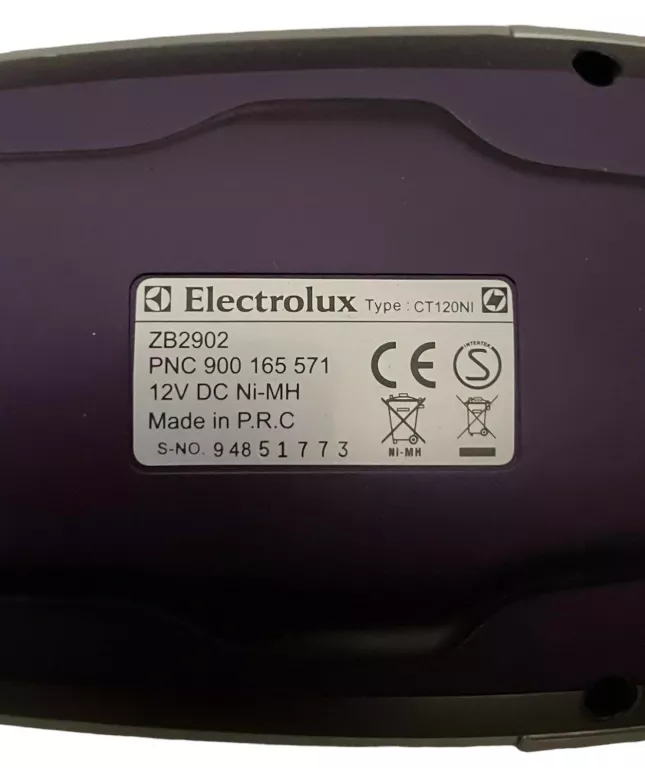 Electrolux Type : CT120NI
ZB2902
PNC 900 165 571
12V DC Ni-MH
Made in P.R.C
S-NO. 94851773
CE
INTERTEK
S
Ni-MH